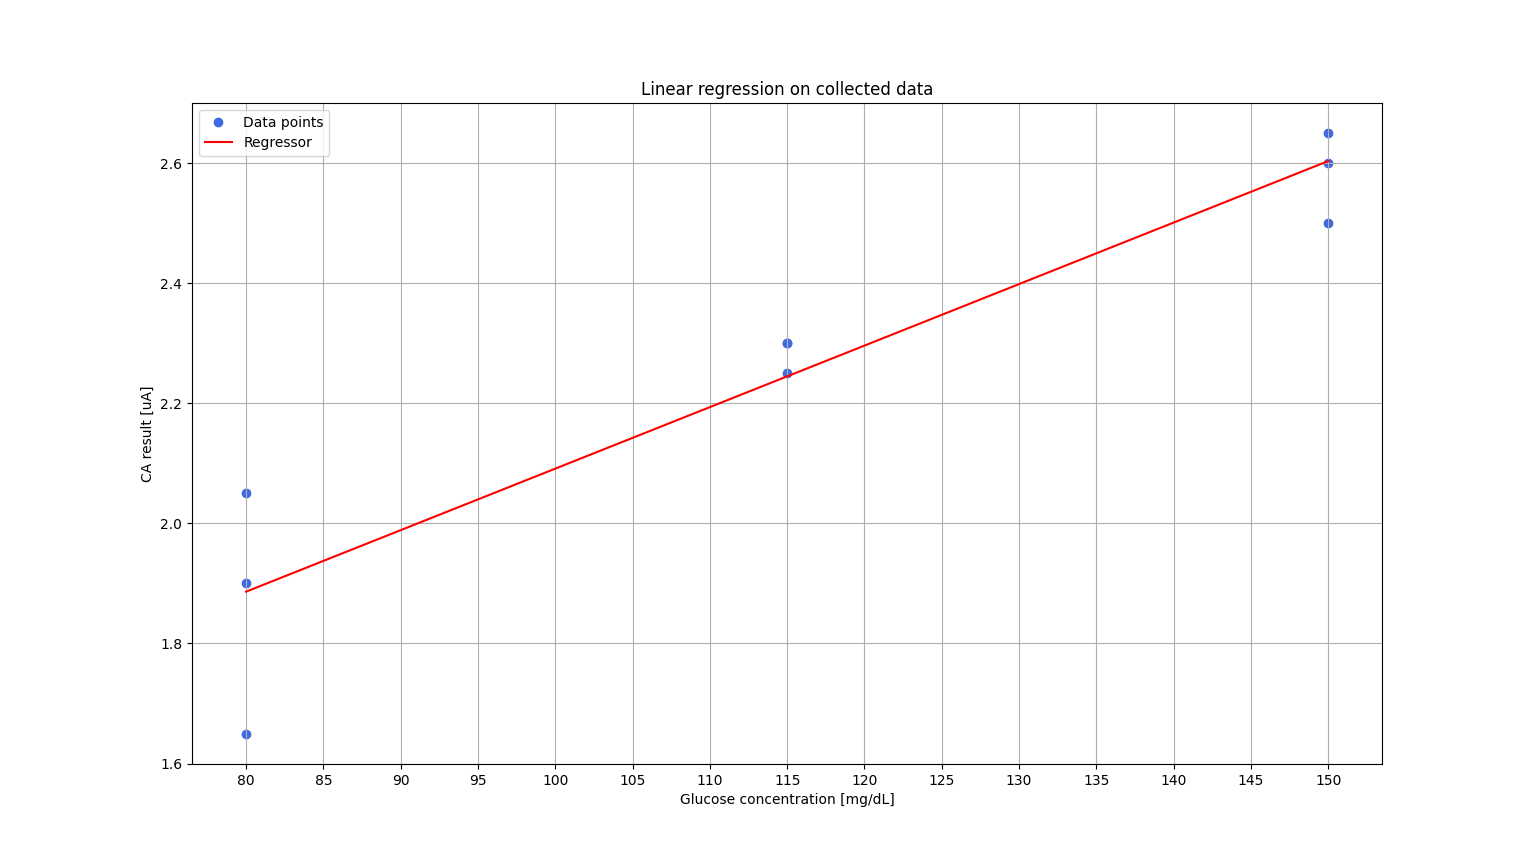 Linear regression on collected data
Data points
Regressor
2.6
2.4
2.2
2.0
1.8
1.6
CA result [uA]
80 85 90 95 100 105 110 115 120 125 130 135 140 145 150
Glucose concentration [mg/dL]